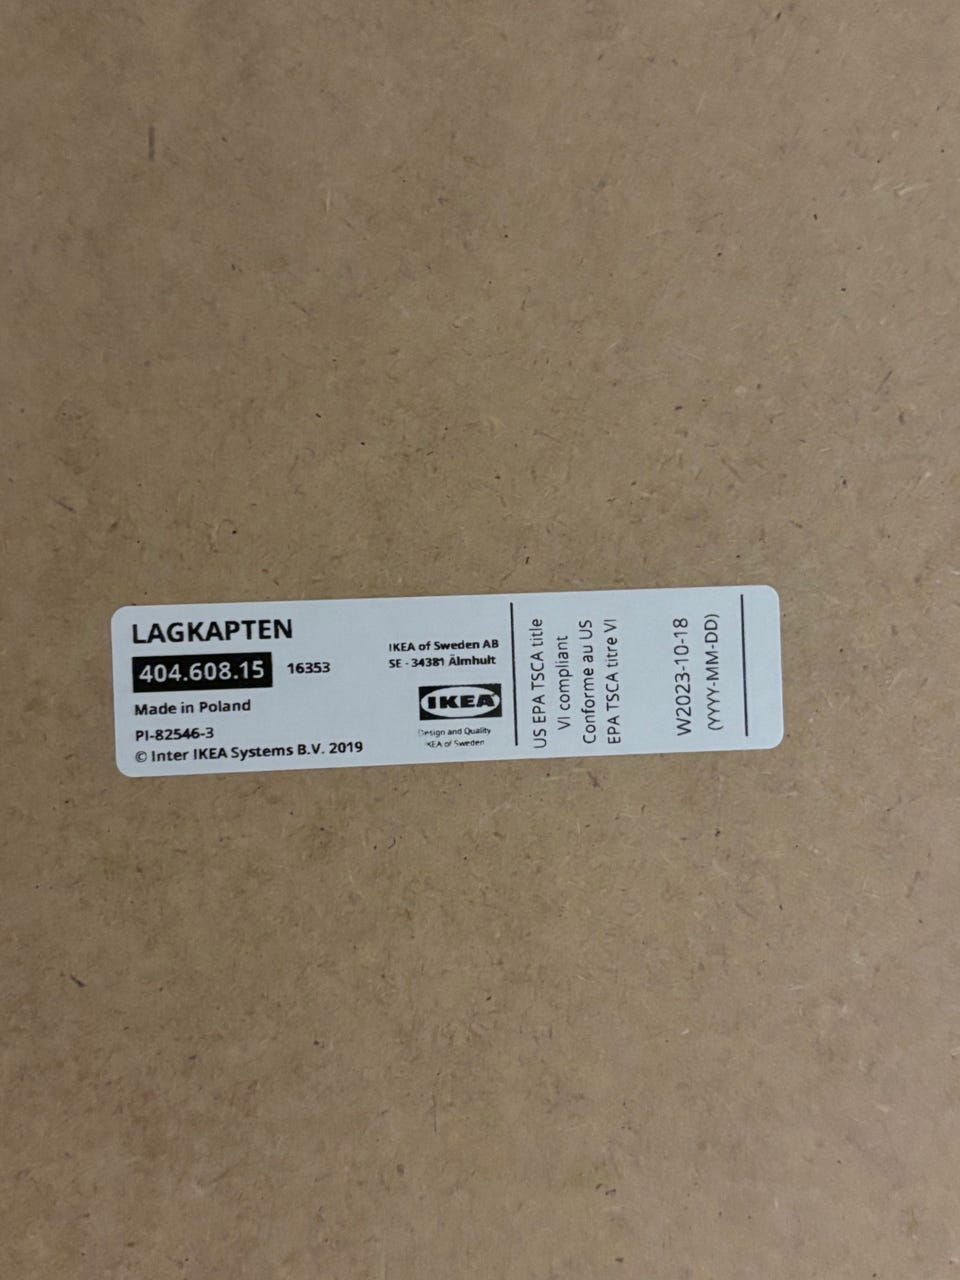 LAGKAPTEN
404.608.15 16353
Made in Poland
PI-82546-3
© Inter IKEA Systems B.V. 2019
IKEA of Sweden AB
SE - 34381 Älmhult
IKEA
Design and Quality
IKEA of Sweden
US EPA TSCA title
VI compliant
Conforme au US
EPA TSCA titre VI
W2023-10-18
(YYYY-MM-DD)